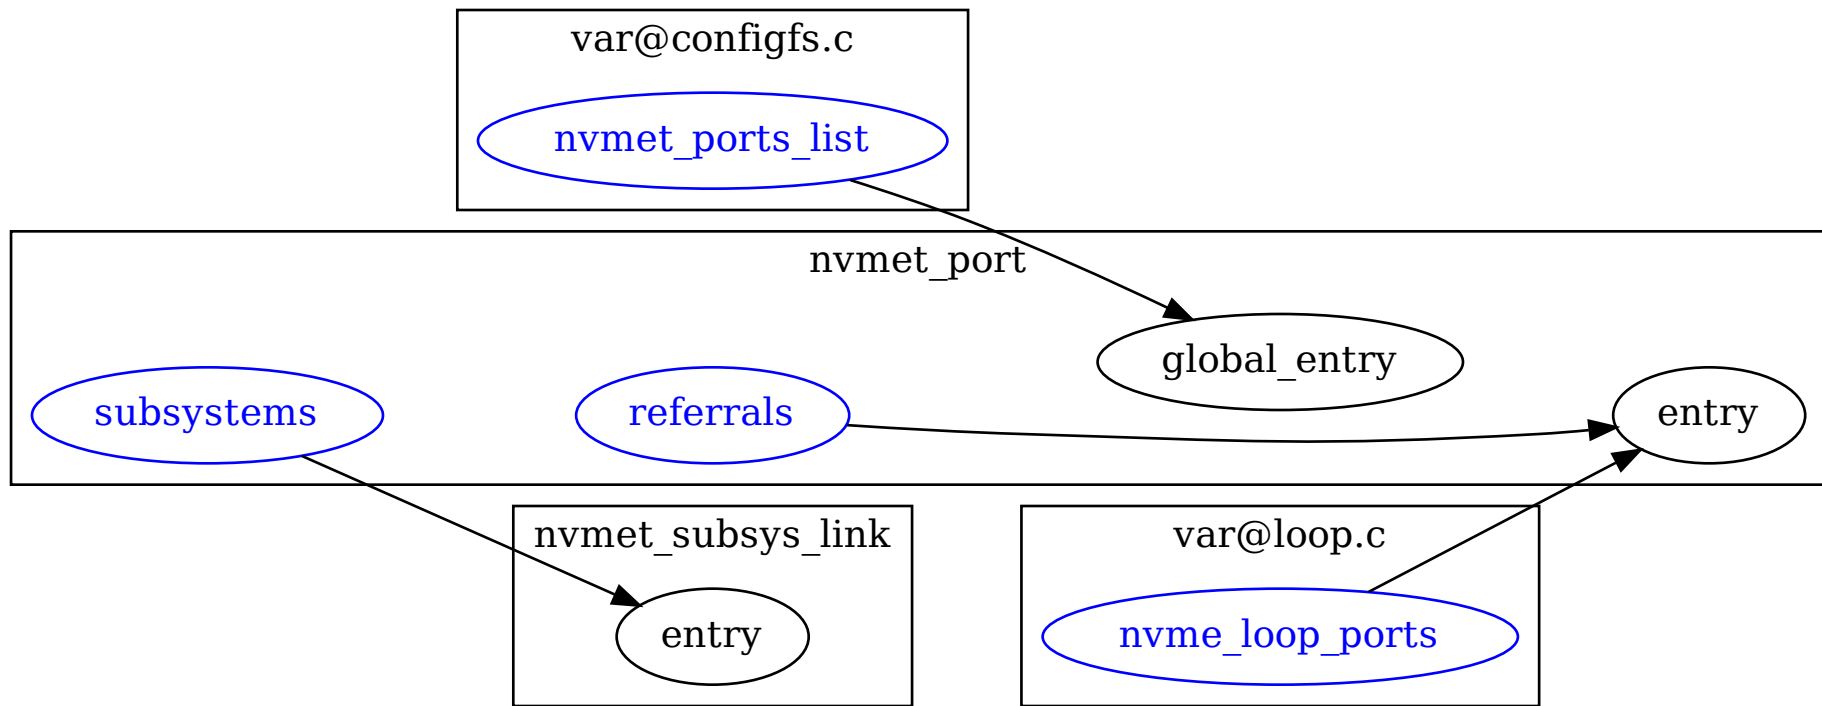 var@configfs.c
nvmet_ports_list
nvmet_port
global_entry
subsystems
referrals
entry
nvmet_subsys_link
var@loop.c
entry
nvme_loop_ports